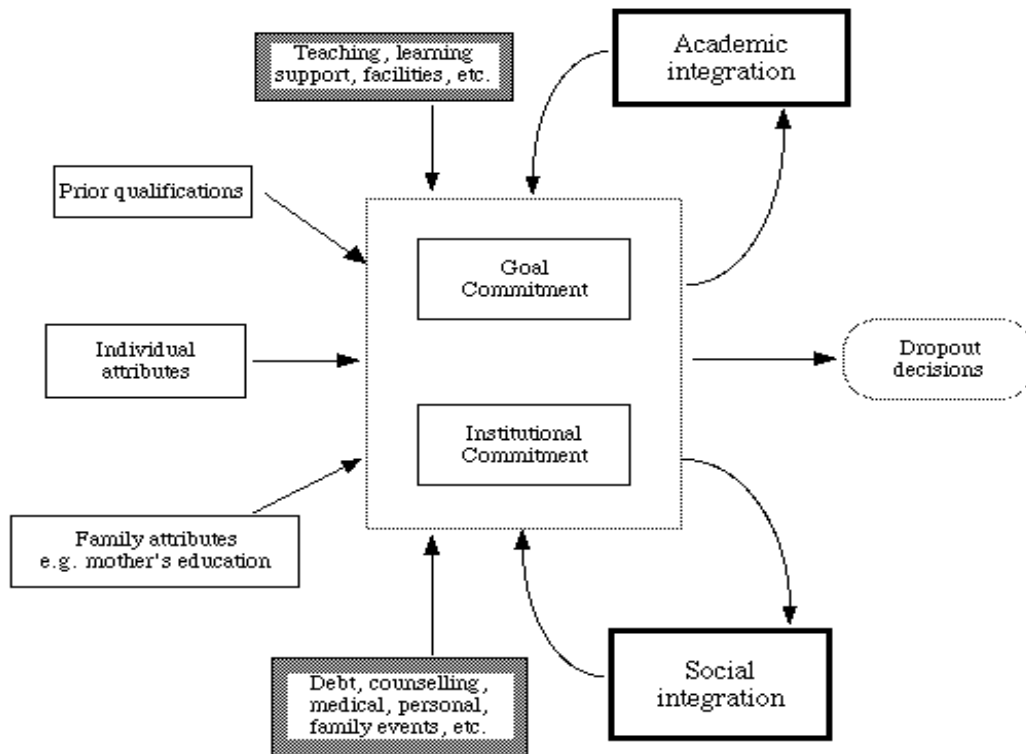 Teaching, learning
support, facilities, etc.
Academic
integration
Prior qualifications
Goal
Commitment
Individual
attributes
Dropout
decisions
Institutional
Commitment
Family attributes
e.g. mother's education
Social
integration
Debt, counselling,
medical, personal,
family events, etc.